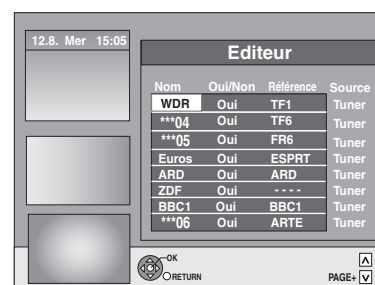 12.8. Mer 15:05
Editeur
Nom Oui/Non Référence Source
WDR Oui TF1 Tuner
***04 Oui TF6 Tuner
***05 Oui FR6 Tuner
Euros Oui ESPRT Tuner
ARD Oui ARD Tuner
ZDF Oui ---- Tuner
BBC1 Oui BBC1 Tuner
***06 Oui ARTE Tuner
OK
RETURN
PAGE+